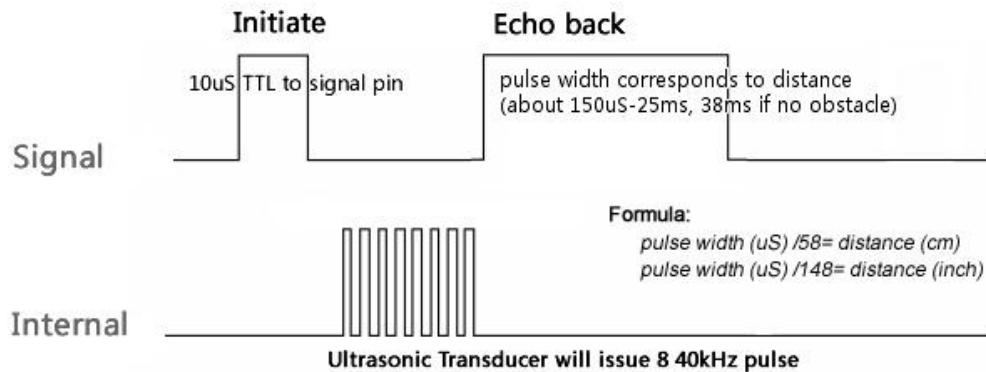 Initiate
Echo back
10uS TTL to signal pin
pulse width corresponds to distance
(about 150uS-25ms, 38ms if no obstacle)
Signal
Formula:
pulse width (uS) /58= distance (cm)
pulse width (uS) /148= distance (inch)
Internal
Ultrasonic Transducer will issue 8 40kHz pulse